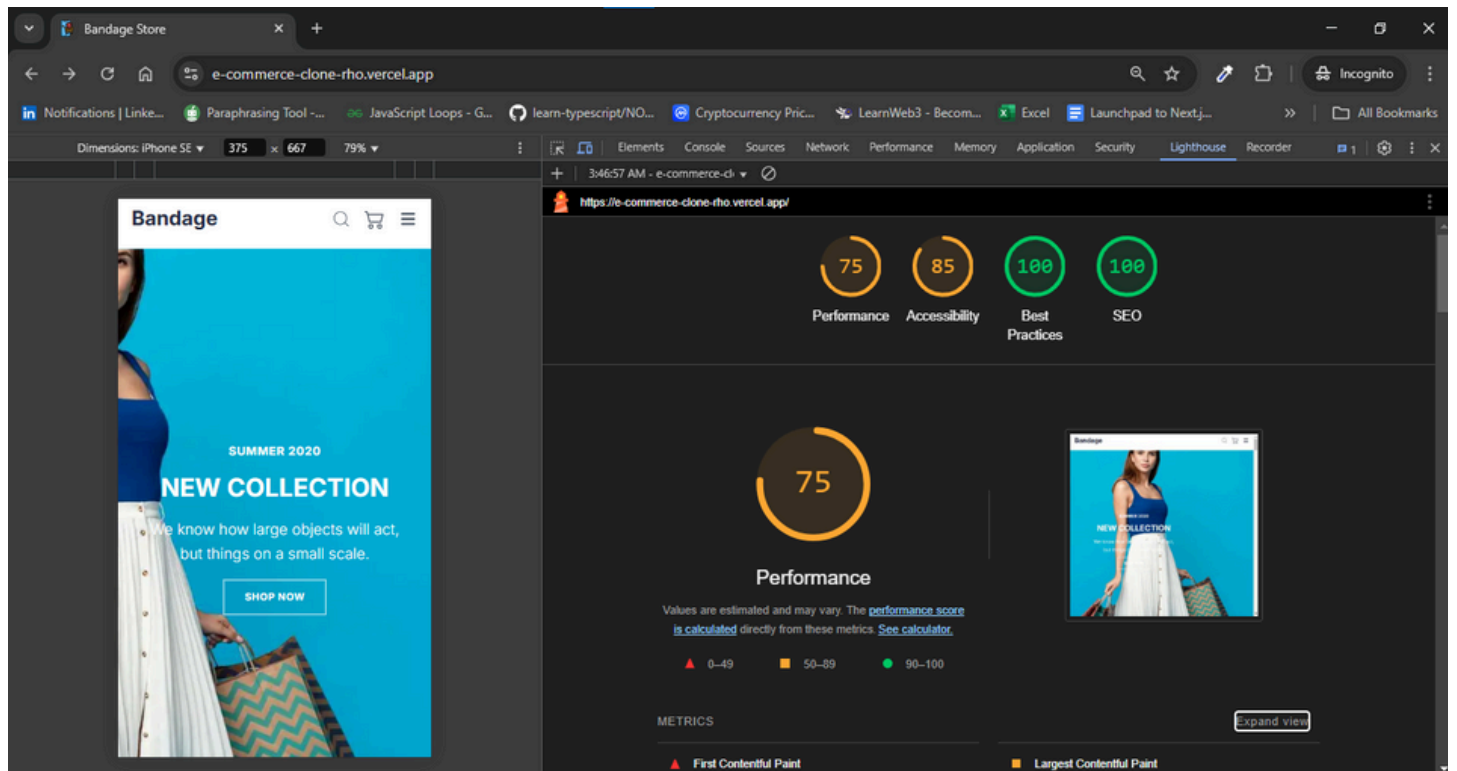 Bandage Store
e-commerce-clone-rho.vercel.app
Incognito
Notifications | Linke...
Paraphrasing Tool -...
JavaScript Loops - G...
learn-typescript/NO...
Cryptocurrency Pric...
LearnWeb3 - Becom...
Excel
Launchpad to Next.j...
»
All Bookmarks
Dimensions: iPhone SE 375 × 667 79%
Elements Console Sources Network Performance Memory Application Security Lighthouse Recorder 1
3:46:57 AM - e-commerce-cl
https://e-commerce-clone-rho.vercel.app/
Bandage
SUMMER 2020
NEW COLLECTION
We know how large objects will act,
but things on a small scale.
SHOP NOW
75 85 100 100
Performance Accessibility Best Practices SEO
75
Performance
Values are estimated and may vary. The performance score
is calculated directly from these metrics. See calculator.
0–49 50–89 90–100
Bandage
SUMMER 2020
NEW COLLECTION
METRICS
Expand view
First Contentful Paint
Largest Contentful Paint